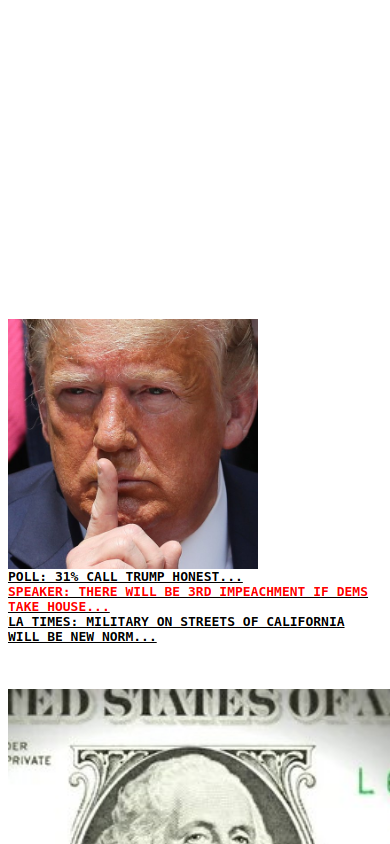 POLL: 31% CALL TRUMP HONEST...
SPEAKER: THERE WILL BE 3RD IMPEACHMENT IF DEMS
TAKE HOUSE...
LA TIMES: MILITARY ON STREETS OF CALIFORNIA
WILL BE NEW NORM...
TED STATES OF A
DER
PRIVATE
L